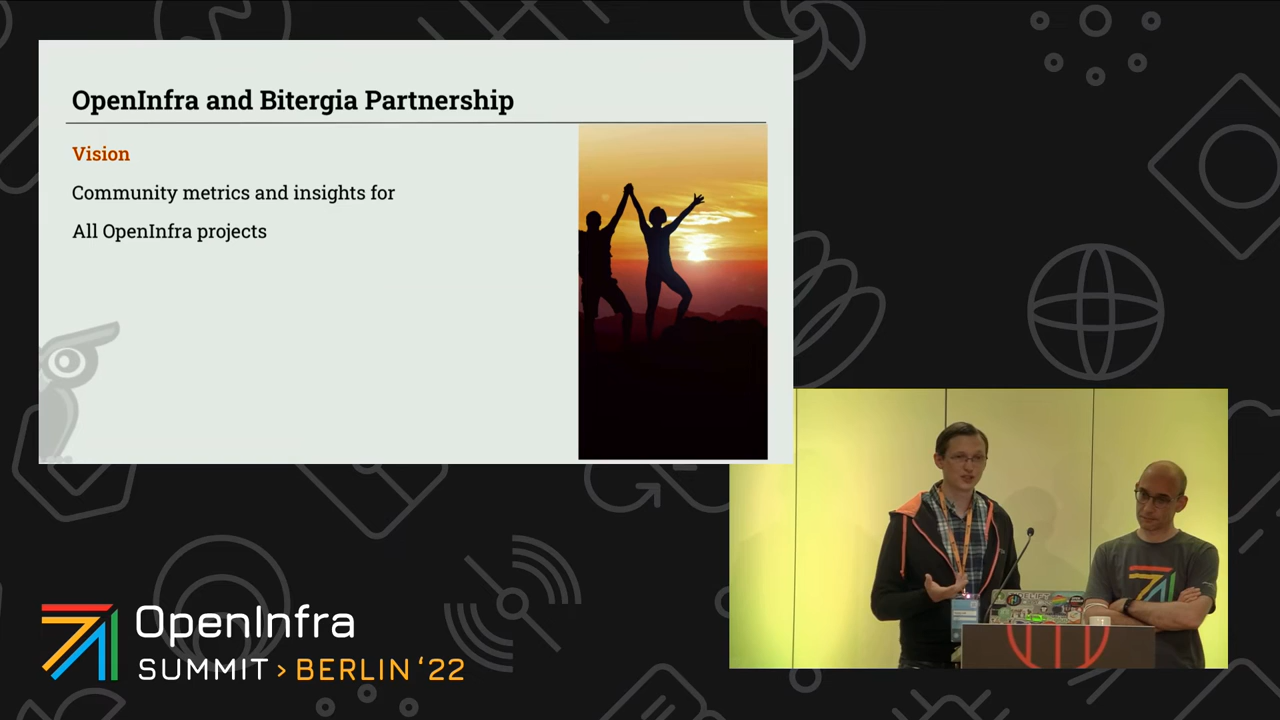 OpenInfra and Bitergia Partnership
Vision
Community metrics and insights for
All OpenInfra projects
OpenInfra
SUMMIT > BERLIN ‘22